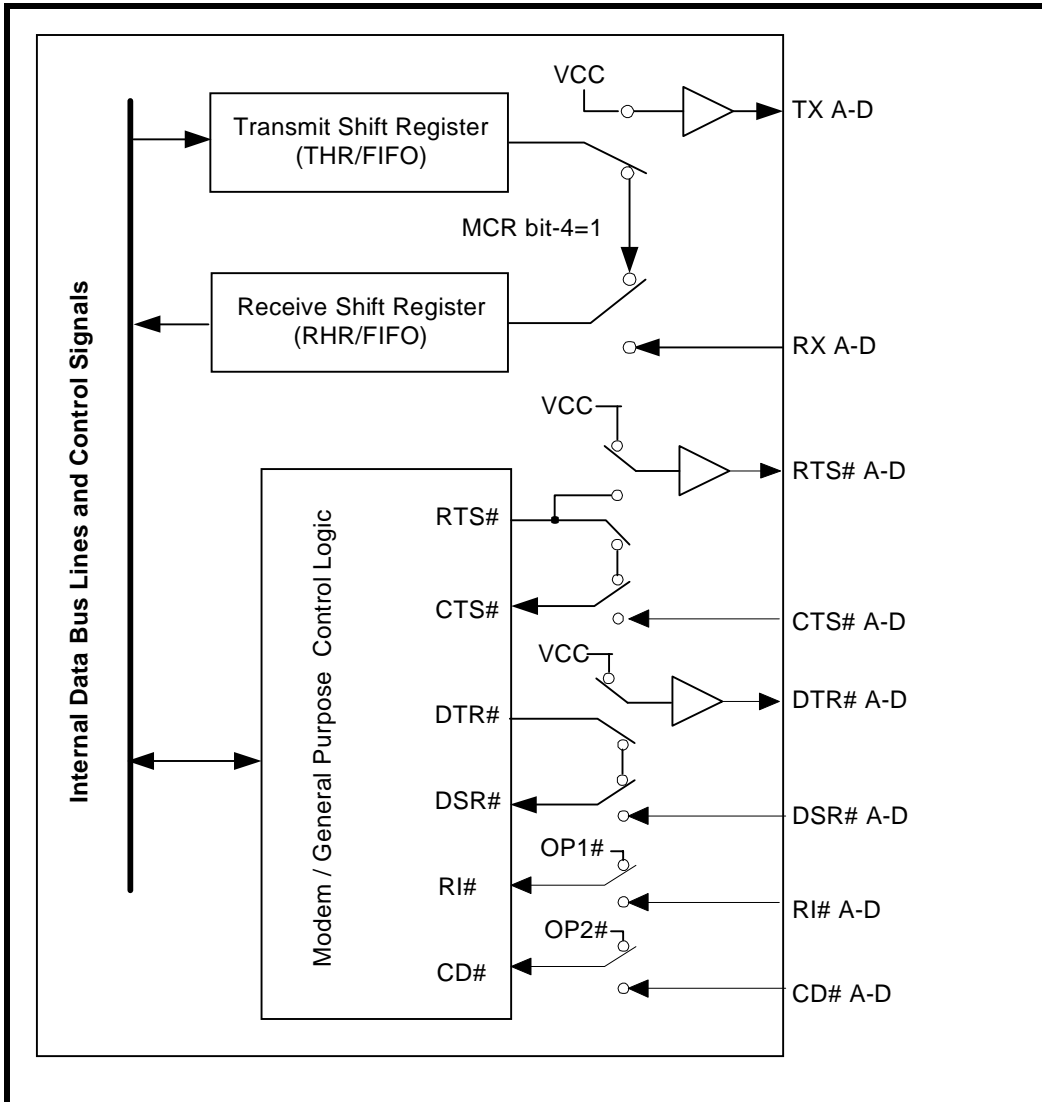 VCC
TX A-D
Transmit Shift Register
(THR/FIFO)
MCR bit-4=1
Receive Shift Register
(RHR/FIFO)
RX A-D
Internal Data Bus Lines and Control Signals
VCC
RTS# A-D
Modem / General Purpose Control Logic
RTS#
CTS#
CTS# A-D
VCC
DTR# A-D
DTR#
DSR#
DSR# A-D
OP1#
RI#
RI# A-D
OP2#
CD#
CD# A-D